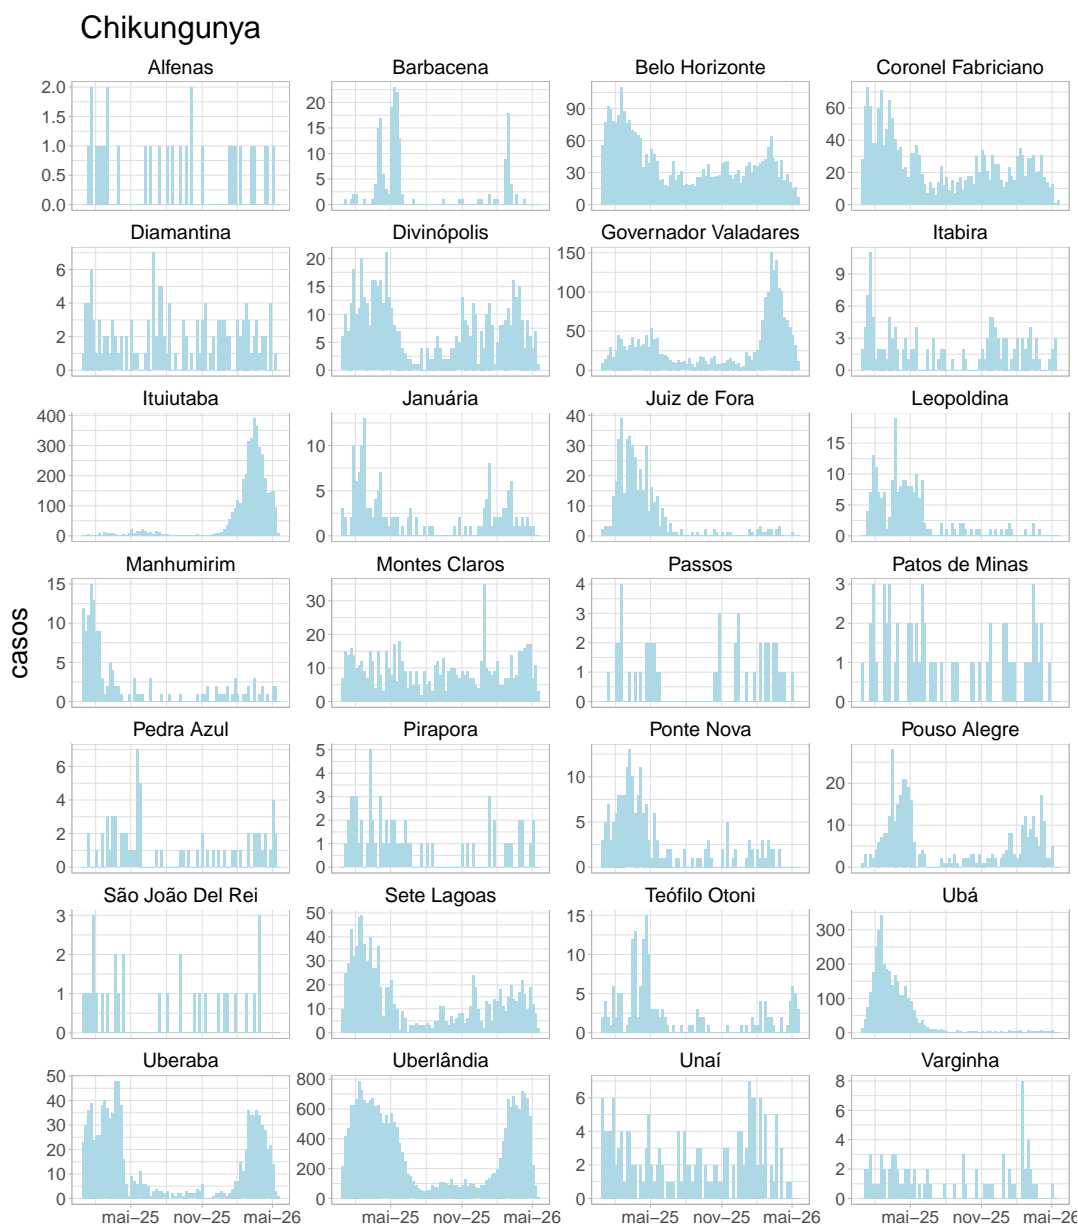 Chikungunya
Alfenas Barbacena Belo Horizonte Coronel Fabriciano
2.0 1.5 1.0 0.5 0.0
20 15 10 5 0
90 60 30 0
60 40 20 0
Diamantina Divinópolis Governador Valadares Itabira
6 4 2 0
20 15 10 5 0
150 100 50 0
9 6 3 0
Ituiutaba Januária Juiz de Fora Leopoldina
400 300 200 100 0
10 5 0
40 30 20 10 0
15 10 5 0
Manhumirim Montes Claros Passos Patos de Minas
15 10 5 0
30 20 10 0
4 3 2 1 0
3 2 1 0
casos
Pedra Azul Pirapora Ponte Nova Pouso Alegre
6 4 2 0
5 4 3 2 1 0
10 5 0
20 10 0
São João Del Rei Sete Lagoas Teófilo Otoni Ubá
3 2 1 0
50 40 30 20 10 0
15 10 5 0
300 200 100 0
Uberaba Uberlândia Unaí Varginha
50 40 30 20 10 0
800 600 400 200 0
6 4 2 0
8 6 4 2 0
mai–25 nov–25 mai–26 mai–25 nov–25 mai–26 mai–25 nov–25 mai–26 mai–25 nov–25 mai–26